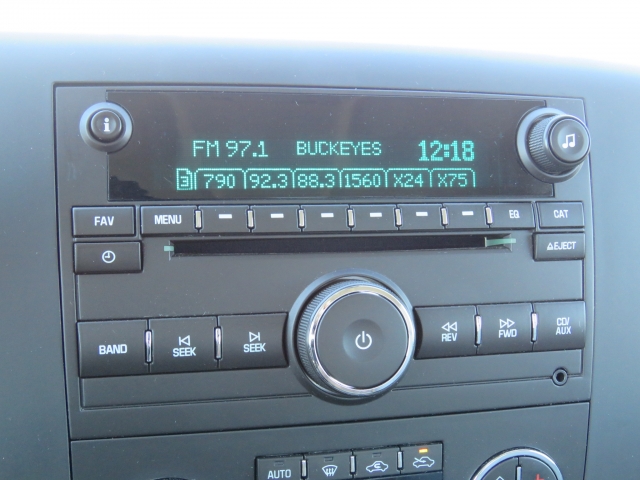 i
FM 97.1 BUCKEYES 12:18
3 790 92.3 88.3 1560 X24 X75
FAV MENU EQ CAT
EJECT
BAND SEEK SEEK REV FWD CD/
AUX
AUTO